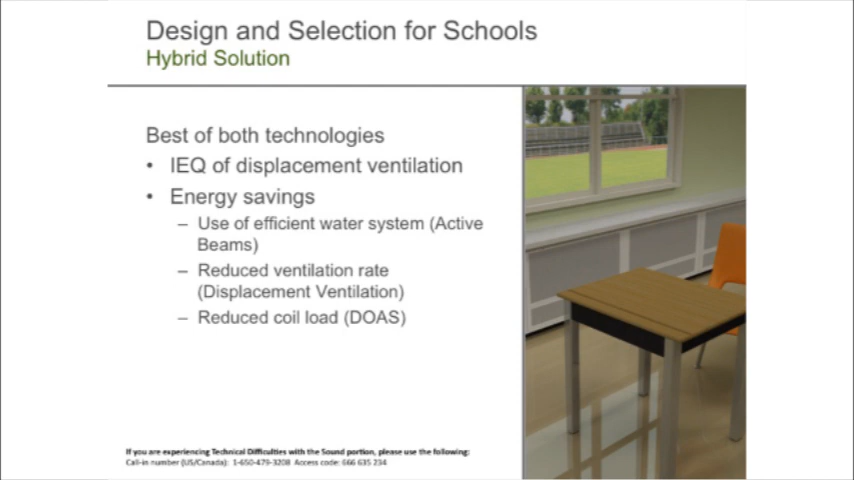 Design and Selection for Schools
Hybrid Solution
Best of both technologies
• IEQ of displacement ventilation
• Energy savings
– Use of efficient water system (Active
Beams)
– Reduced ventilation rate
(Displacement Ventilation)
– Reduced coil load (DOAS)
If you are experiencing Technical Difficulties with the Sound portion, please use the following:
Call-in number (US/Canada): 1-650-479-3208 Access code: 666 635 234